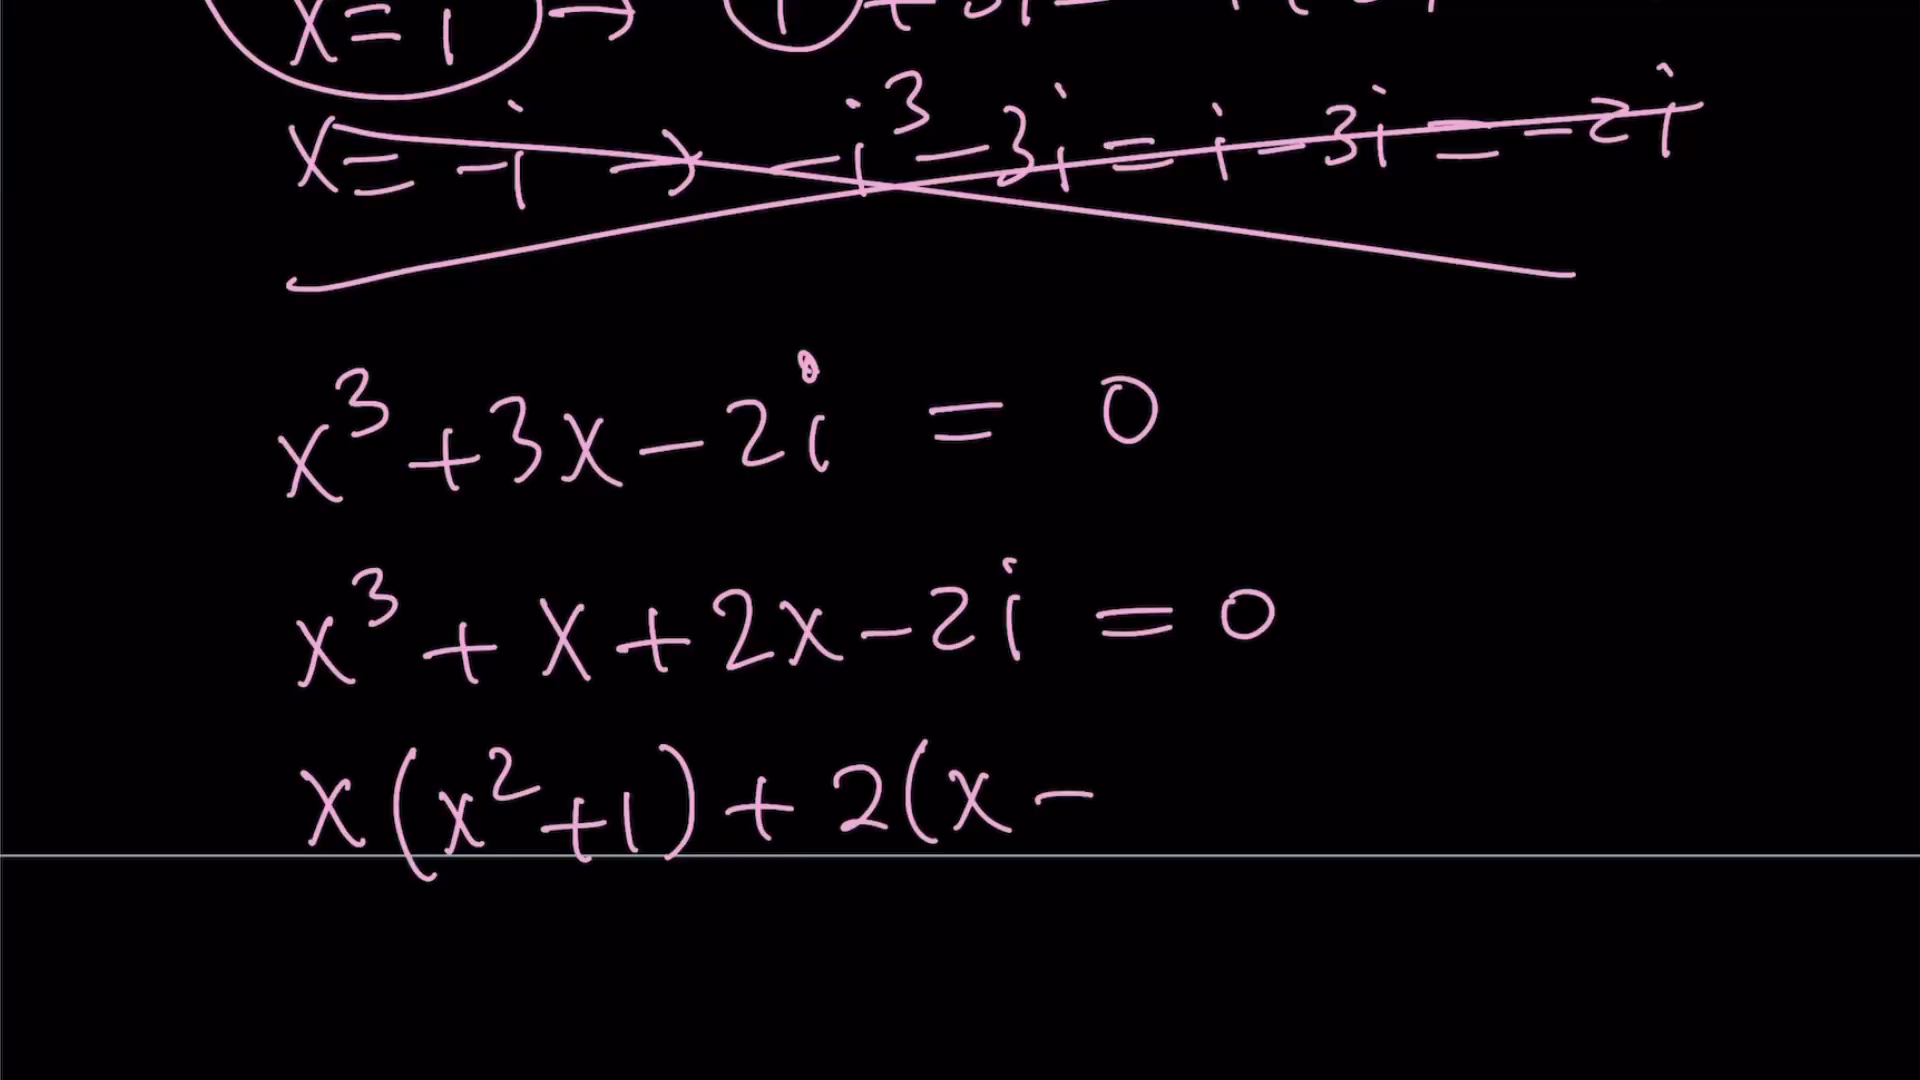 x = i →
x = -i → -i³ - 3i = i - 3i = -2i
x³ + 3x - 2i = 0
x³ + x + 2x - 2i = 0
x(x² + 1) + 2(x -